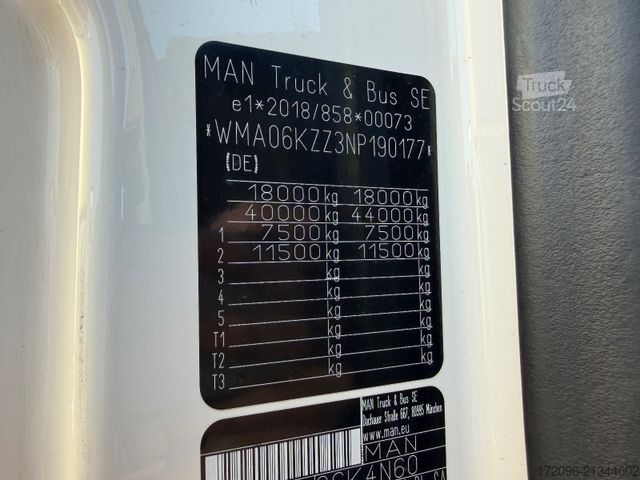 MAN Truck & Bus SE
e1*2018/858*00073
*WMA06KZZ3NP190177*
(DE)
18000 kg 18000 kg
40000 kg 44000 kg
1 7500 kg 7500 kg
2 11500 kg 11500 kg
3 kg kg
4 kg kg
5 kg kg
T1 kg kg
T2 kg kg
T3 kg kg
MAN Truck & Bus SE
Dachauer Straße 667, 80995 München
www.man.eu
MAN
Truck
Scout24
172096-21344602